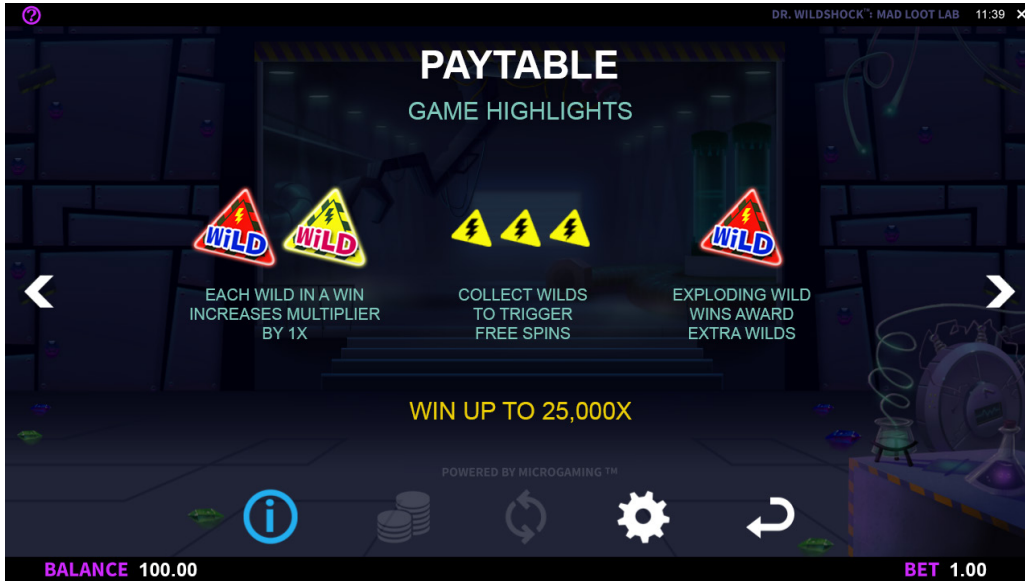 DR. WILDSHOCK™: MAD LOOT LAB 11:39
PAYTABLE
GAME HIGHLIGHTS
WiLD WiLD
EACH WILD IN A WIN
INCREASES MULTIPLIER
BY 1X
COLLECT WILDS
TO TRIGGER
FREE SPINS
WiLD
EXPLODING WILD
WINS AWARD
EXTRA WILDS
WIN UP TO 25,000X
POWERED BY MICROGAMING ™
BALANCE 100.00
BET 1.00